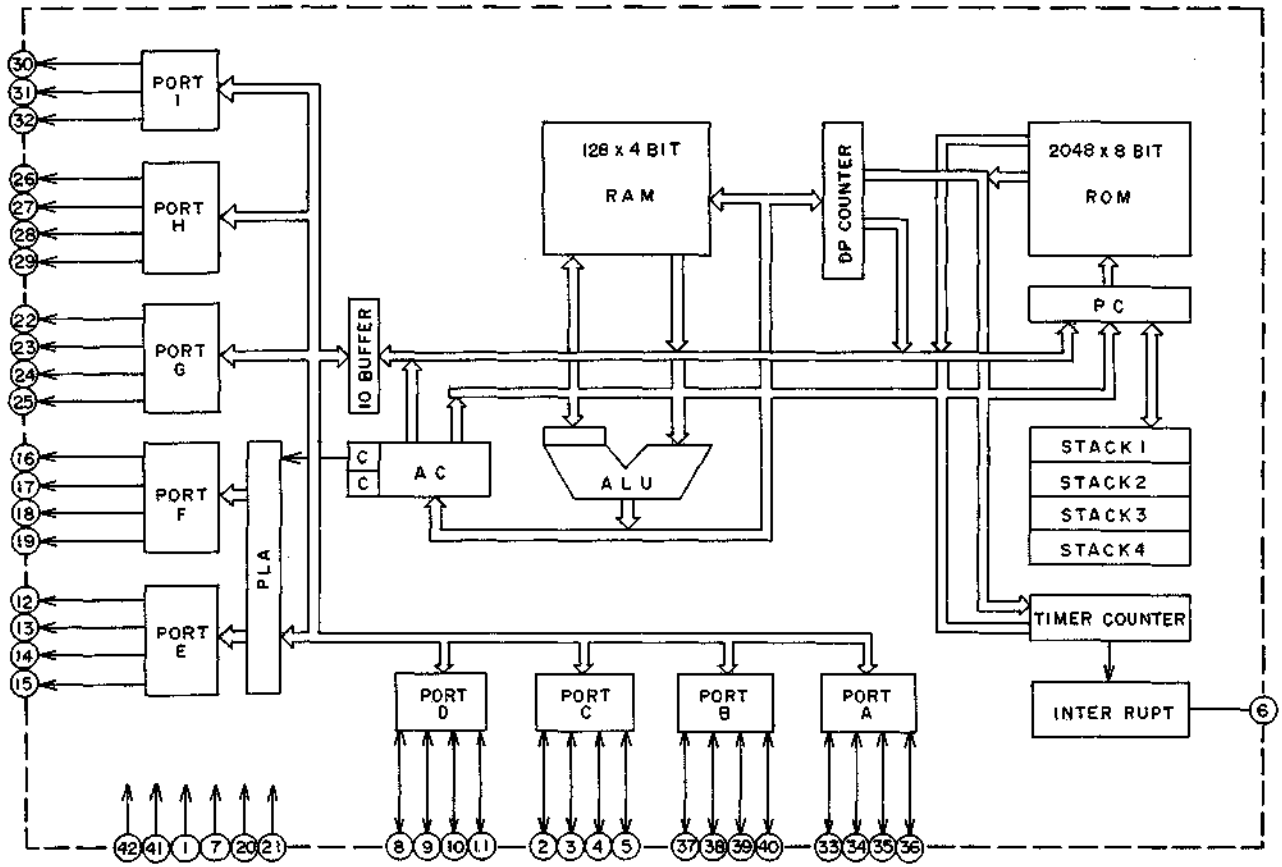 30
31
32
PORT
I
26
27
28
29
PORT
H
22
23
24
25
PORT
G
16
17
18
19
PORT
F
12
13
14
15
PORT
E
PLA
IO BUFFER
C
C
AC
128 x 4 BIT
RAM
ALU
DP COUNTER
2048 x 8 BIT
ROM
PC
STACK 1
STACK 2
STACK 3
STACK 4
TIMER COUNTER
INTER RUPT
6
PORT
D
PORT
C
PORT
B
PORT
A
42 41 1 7 20 21
8 9 10 11
2 3 4 5
37 38 39 40
33 34 35 36